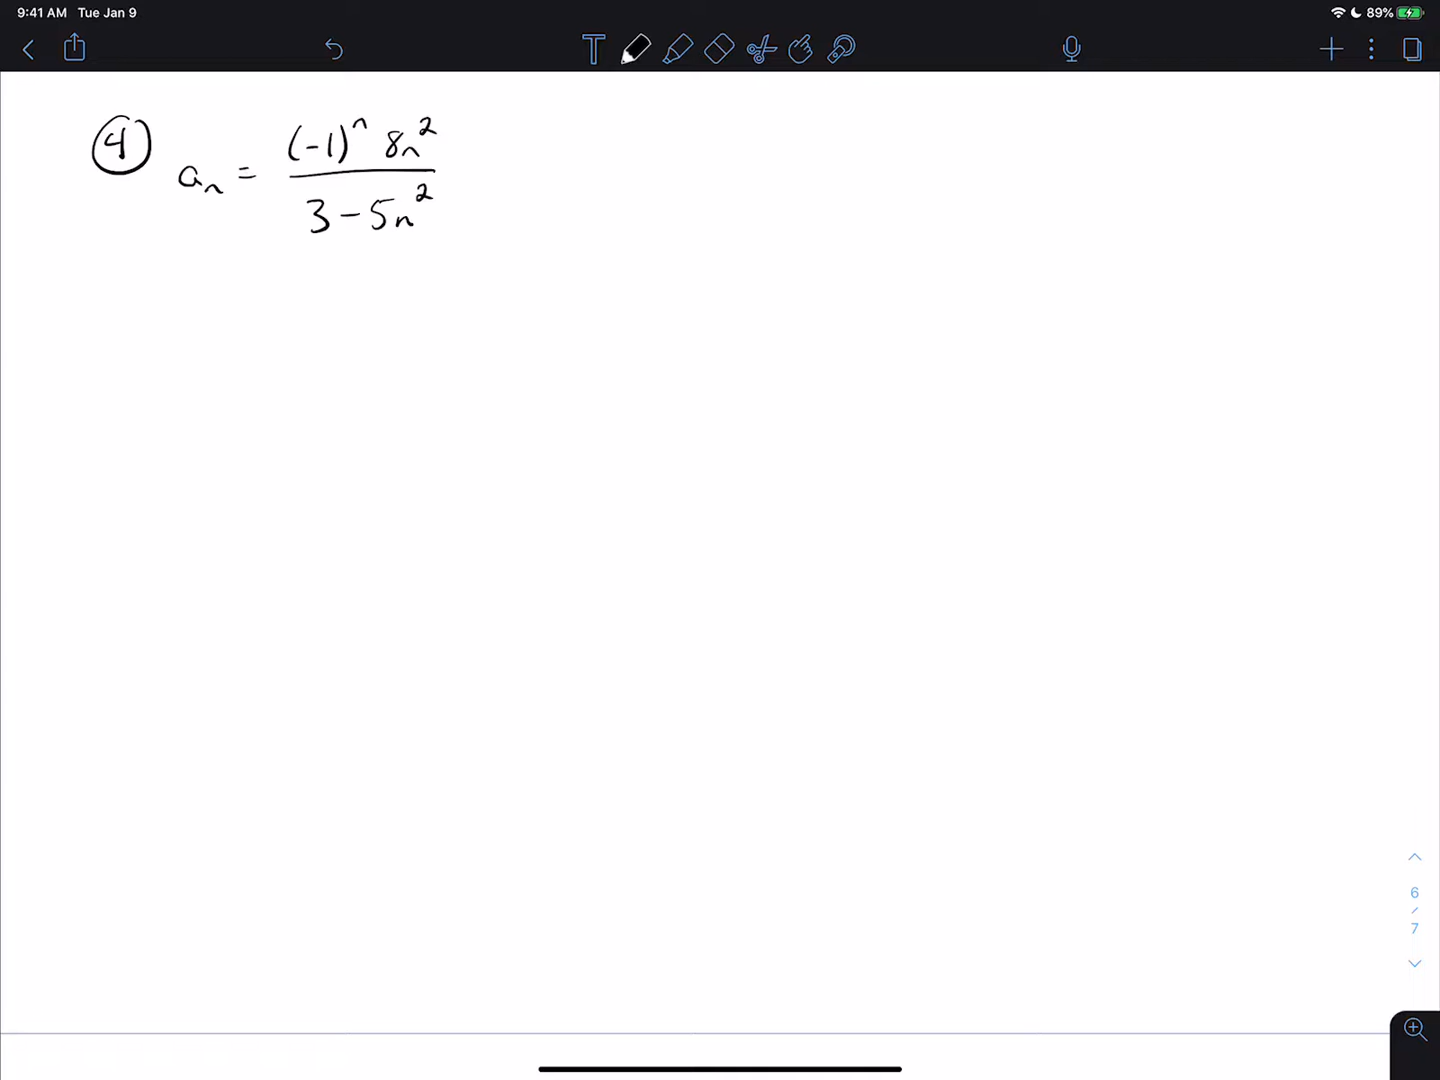 9:41 AM Tue Jan 9 89%
④ aₙ = (-1)ⁿ 8n² / 3 - 5n²
6 / 7